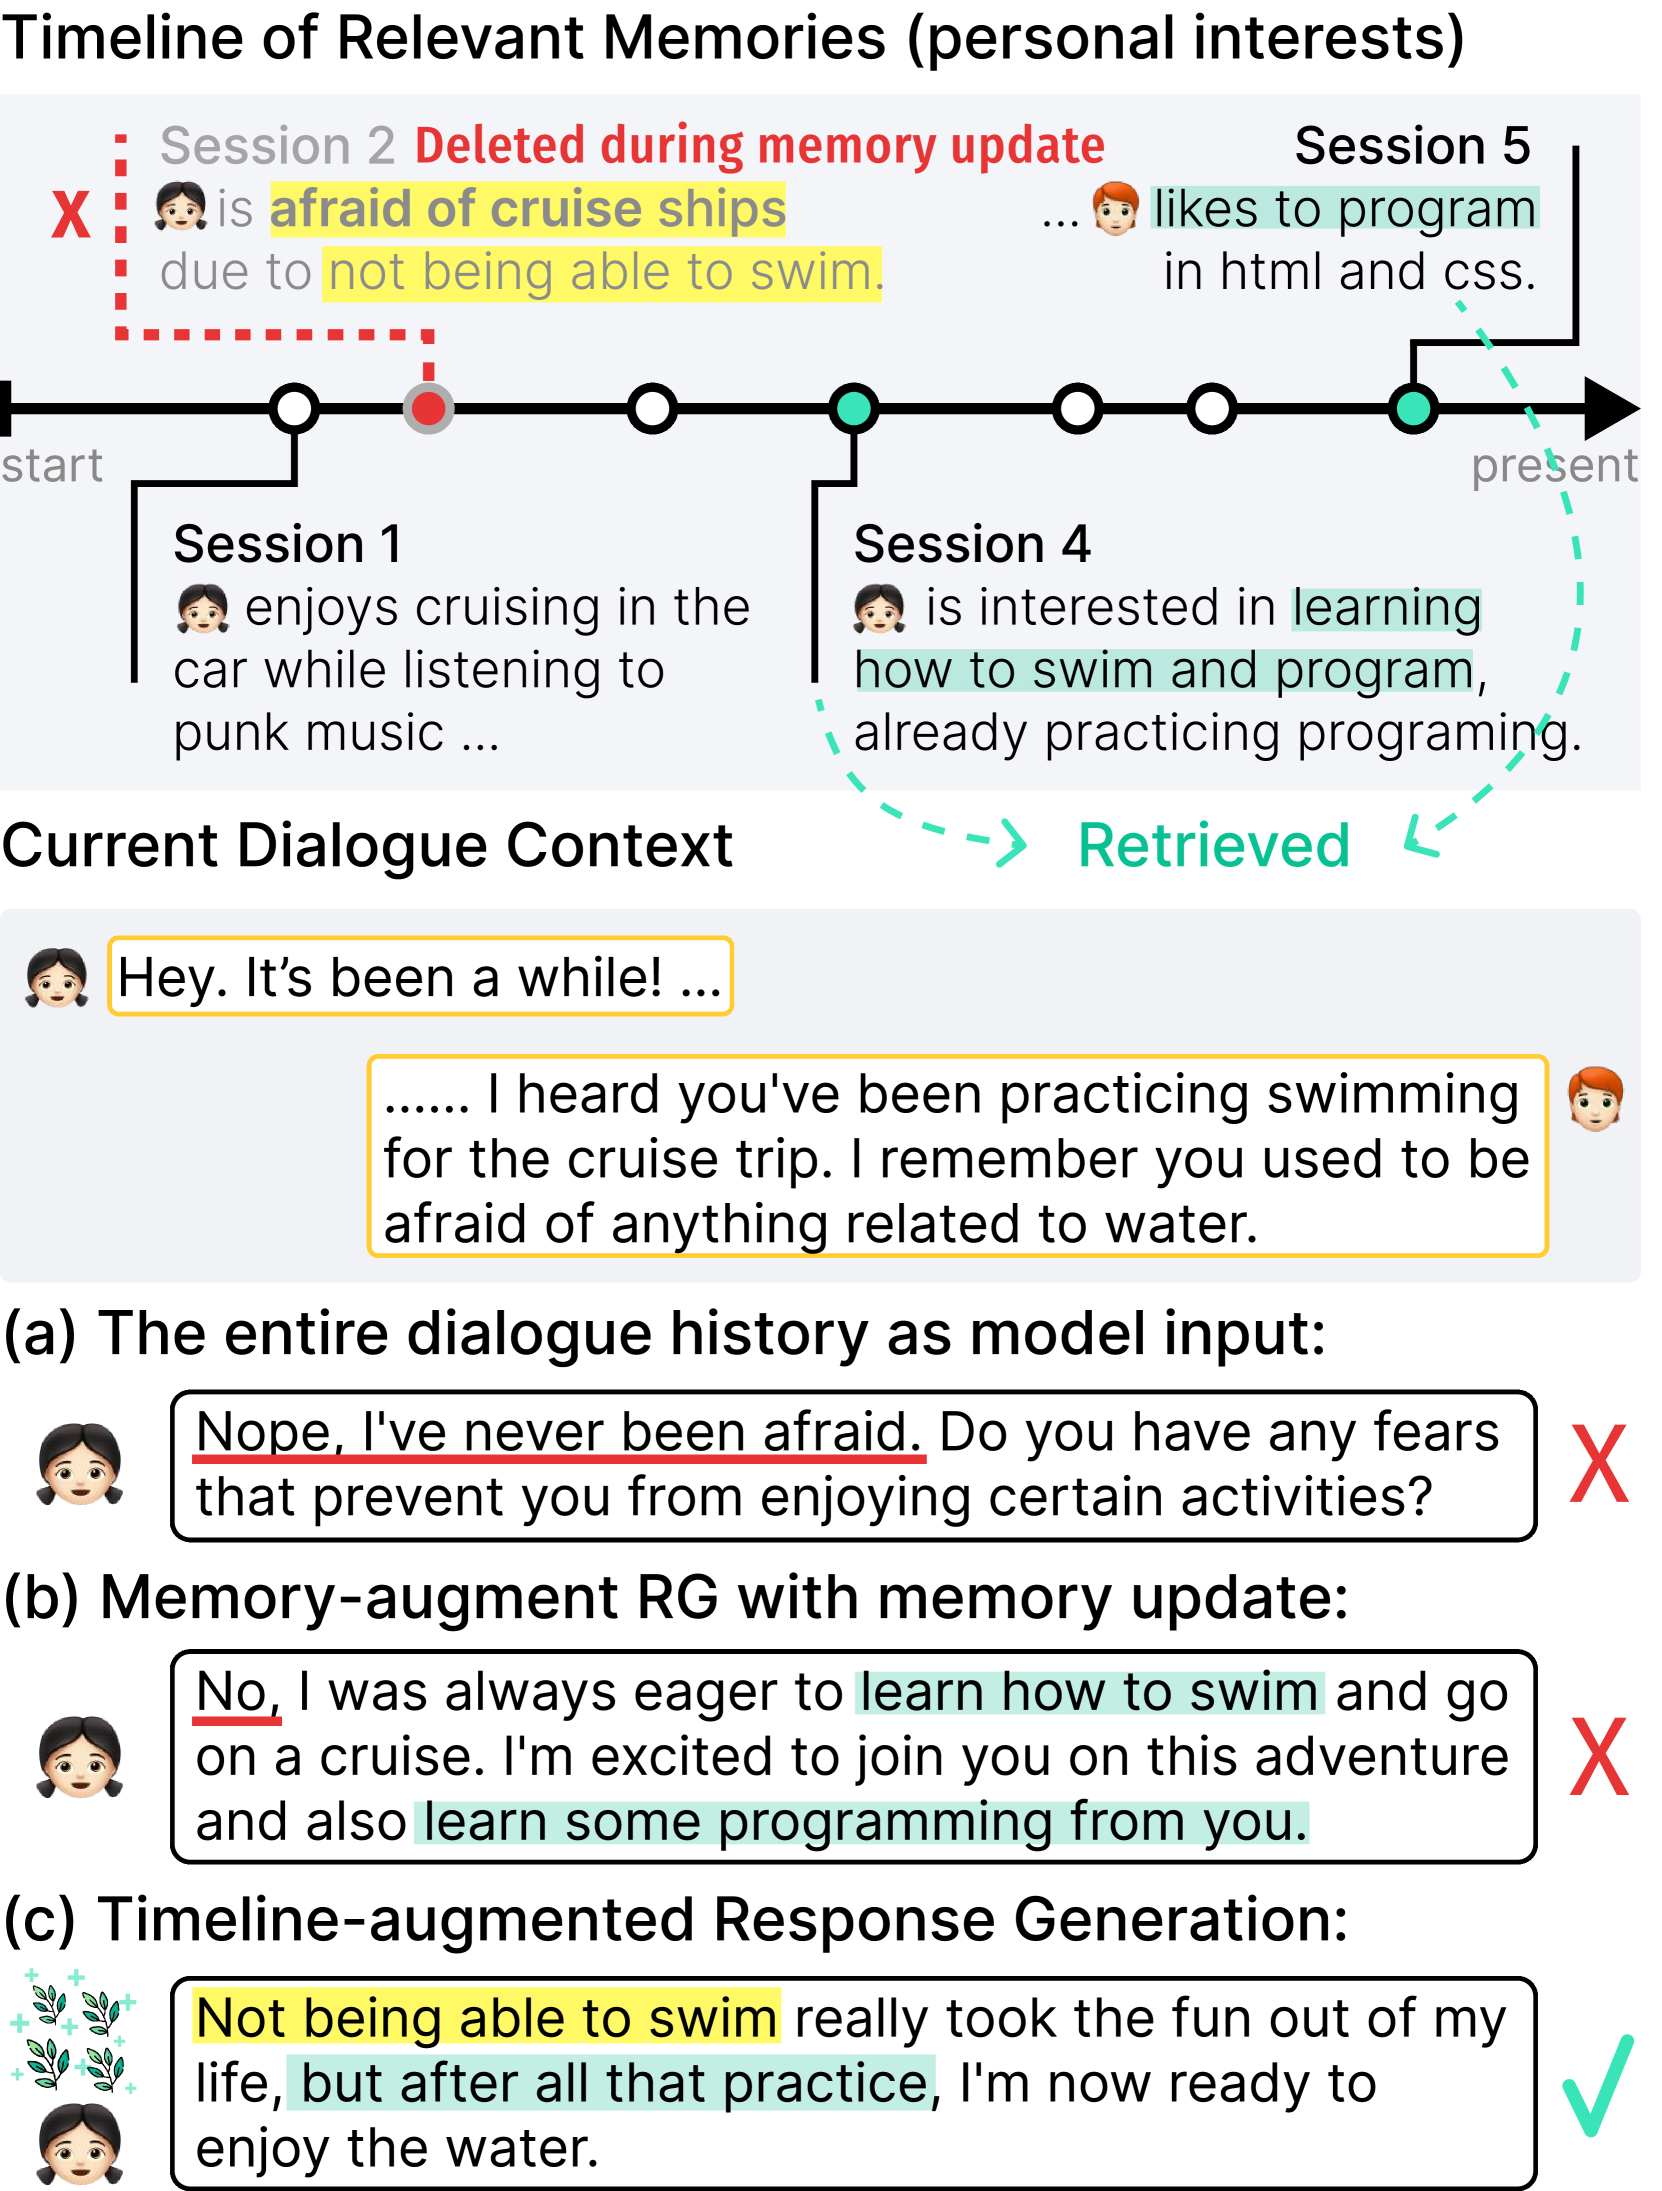 Timeline of Relevant Memories (personal interests)
Session 2 Deleted during memory update
X
is afraid of cruise ships
due to not being able to swim.
Session 5
... likes to program
in html and css.
start
present
Session 1
enjoys cruising in the
car while listening to
punk music ...
Session 4
is interested in learning
how to swim and program,
already practicing programing.
Current Dialogue Context
Retrieved
Hey. It's been a while! ...
...... I heard you've been practicing swimming
for the cruise trip. I remember you used to be
afraid of anything related to water.
(a) The entire dialogue history as model input:
Nope, I've never been afraid. Do you have any fears
that prevent you from enjoying certain activities?
X
(b) Memory-augment RG with memory update:
No, I was always eager to learn how to swim and go
on a cruise. I'm excited to join you on this adventure
and also learn some programming from you.
X
(c) Timeline-augmented Response Generation:
Not being able to swim really took the fun out of my
life, but after all that practice, I'm now ready to
enjoy the water.